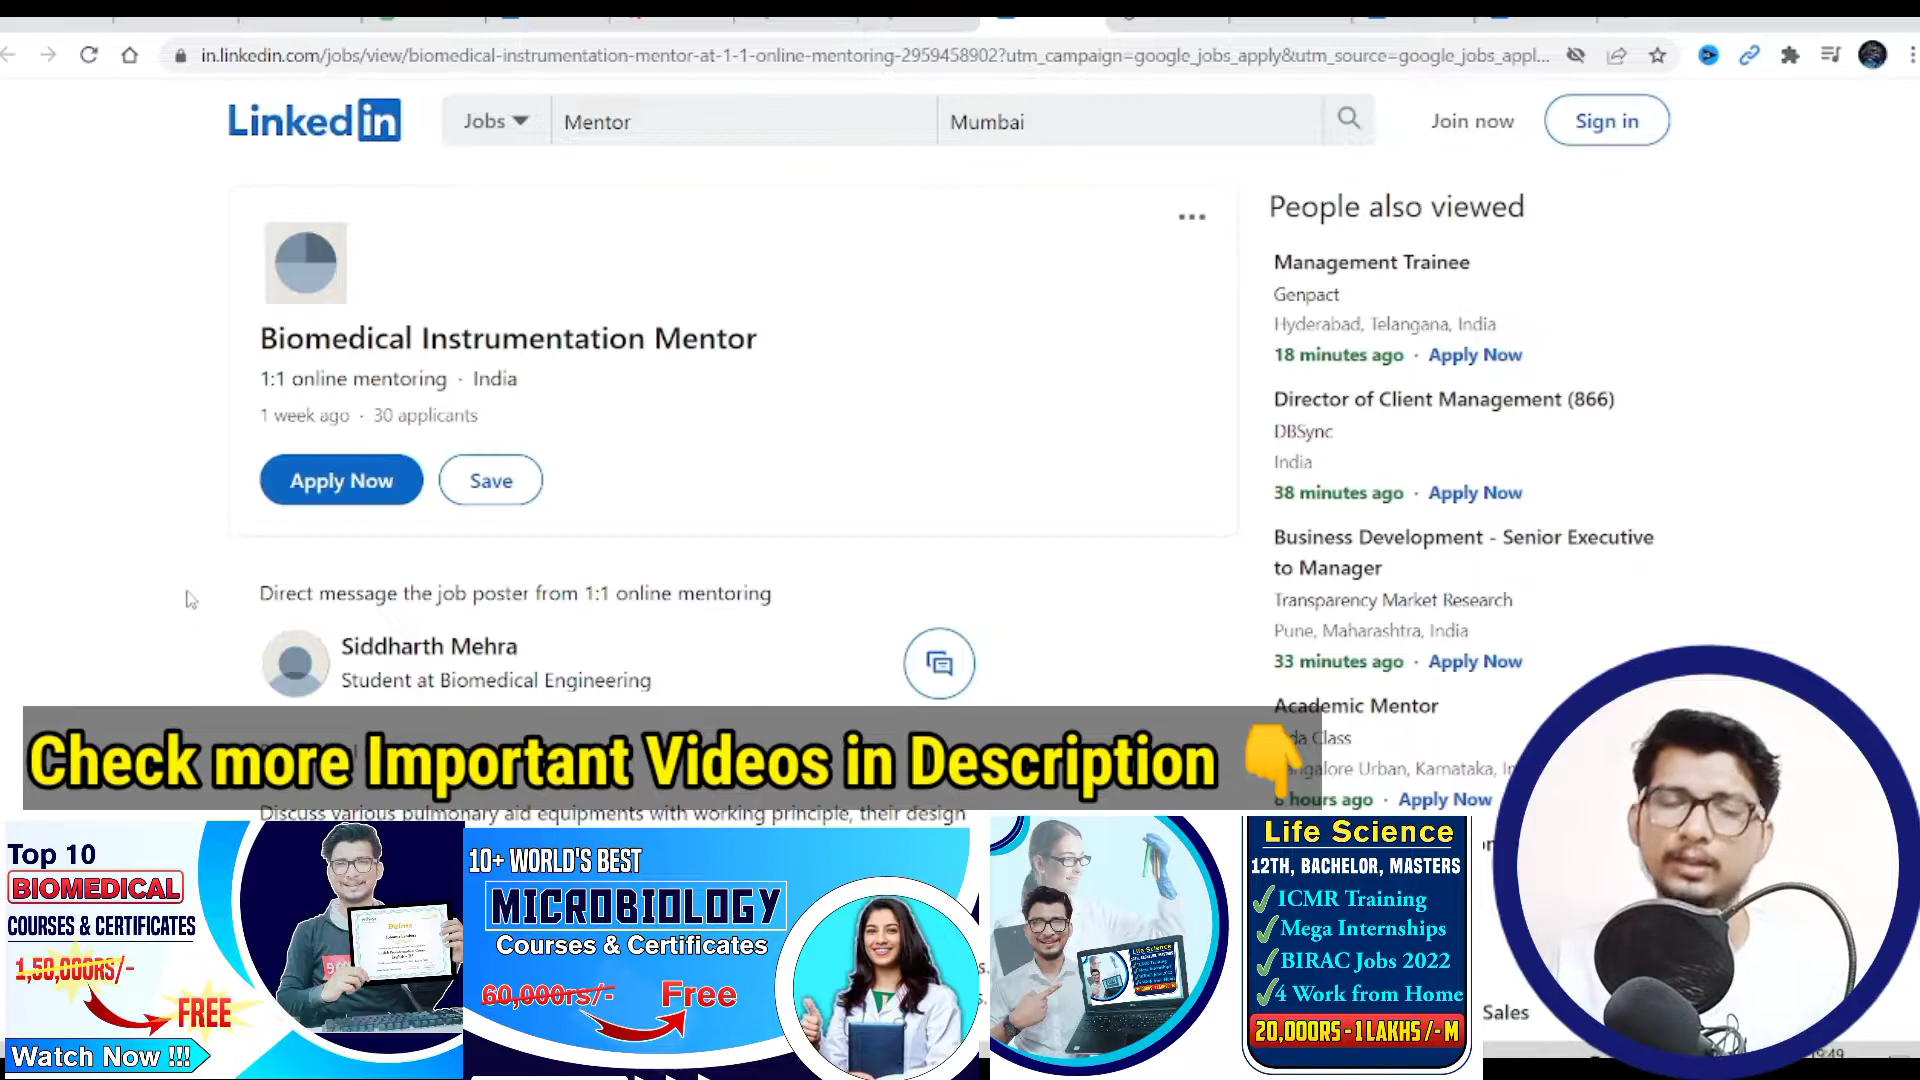 in.linkedin.com/jobs/view/biomedical-instrumentation-mentor-at-1-1-online-mentoring-2959458902?utm_campaign=google_jobs_apply&utm_source=google_jobs_appl...
Linked in
Jobs
Mentor
Mumbai
Join now
Sign in
Biomedical Instrumentation Mentor
1:1 online mentoring · India
1 week ago · 30 applicants
Apply Now
Save
Direct message the job poster from 1:1 online mentoring
Siddharth Mehra
Student at Biomedical Engineering
Discuss various pulmonary aid equipments with working principle, their design
People also viewed
Management Trainee
Genpact
Hyderabad, Telangana, India
18 minutes ago · Apply Now
Director of Client Management (866)
DBSync
India
38 minutes ago · Apply Now
Business Development - Senior Executive
to Manager
Transparency Market Research
Pune, Maharashtra, India
33 minutes ago · Apply Now
Academic Mentor
Class
Karnataka,
hours ago · Apply Now
Sales
Check more Important Videos in Description 👇
Top 10
BIOMEDICAL
COURSES & CERTIFICATES
1,50,000RS/-
FREE
Watch Now !!!
10+ WORLD'S BEST
MICROBIOLOGY
Courses & Certificates
60,000rs/-
Free
Life Science
12TH, BACHELOR, MASTERS
ICMR Training
Mega Internships
BIRAC Jobs 2022
4 Work from Home
20,000RS - 1 LAKHS /- M